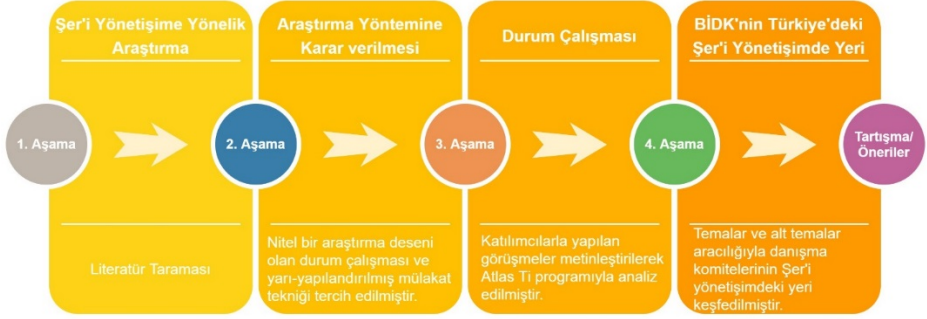 Şer'i Yönetişime Yönelik
Araştırma
Araştırma Yöntemine
Karar verilmesi
Durum Çalışması
BİDK'nin Türkiye'deki
Şer'i Yönetişimde Yeri
1. Aşama
2. Aşama
3. Aşama
4. Aşama
Tartışma/
Öneriler
Literatür Taraması
Nitel bir araştırma deseni
olan durum çalışması ve
yarı-yapılandırılmış mülakat
tekniği tercih edilmiştir.
Katılımcılarla yapılan
görüşmeler metinleştirilerek
Atlas Ti programıyla analiz
edilmiştir.
Temalar ve alt temalar
aracılığıyla danışma
komitelerinin Şer'i
yönetişimdeki yeri
keşfedilmiştir.